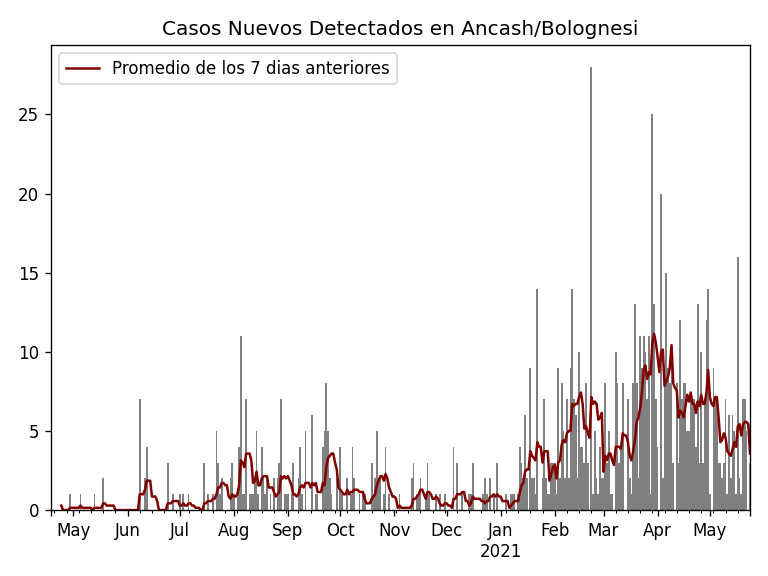 Casos Nuevos Detectados en Ancash/Bolognesi
Promedio de los 7 dias anteriores
25
20
15
10
5
0
May Jun Jul Aug Sep Oct Nov Dec Jan Feb Mar Apr May
2021